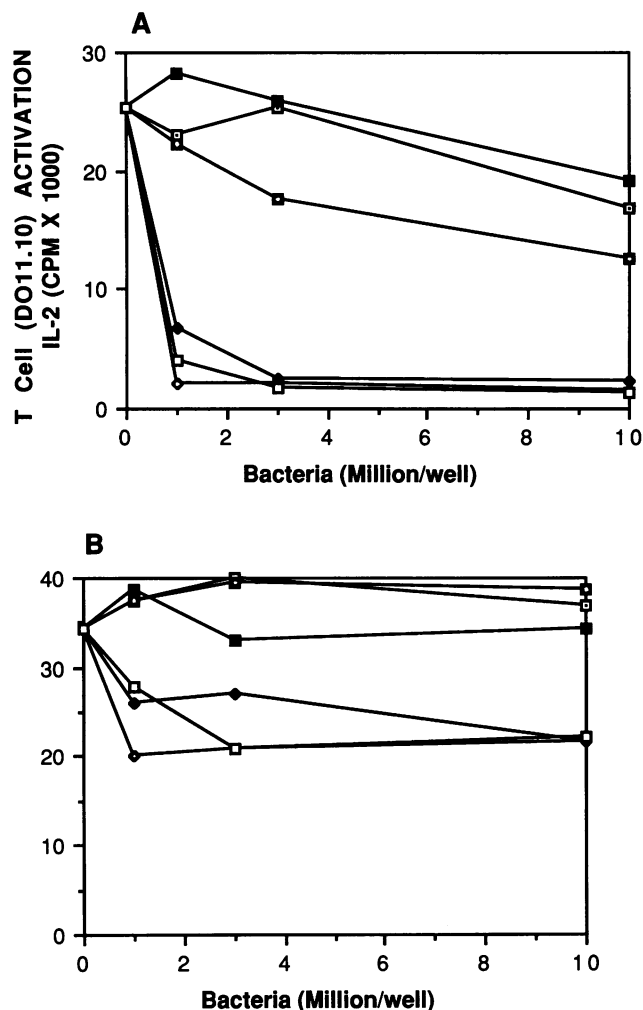 A
T Cell (DO11.10) ACTIVATION
IL-2 (CPM X 1000)
30
20
10
0
0 2 4 6 8 10
Bacteria (Million/well)
B
40
30
20
10
0
0 2 4 6 8 10
Bacteria (Million/well)